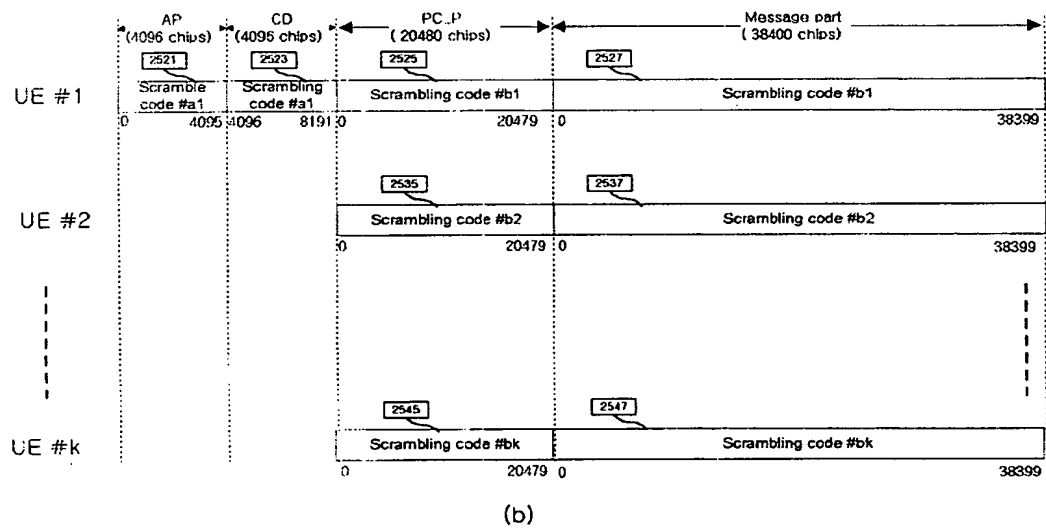 AP CD PC_P Message part
(4096 chips) (4096 chips) ( 20480 chips) ( 38400 chips)
2521 2523 2525 2527
UE #1 Scramble code #a1 Scrambling code #a1 Scrambling code #b1 Scrambling code #b1
0 4095 4096 8191 0 20479 0 38399
2535 2537
UE #2 Scrambling code #b2 Scrambling code #b2
0 20479 0 38399
2545 2547
UE #k Scrambling code #bk Scrambling code #bk
0 20479 0 38399
(b)